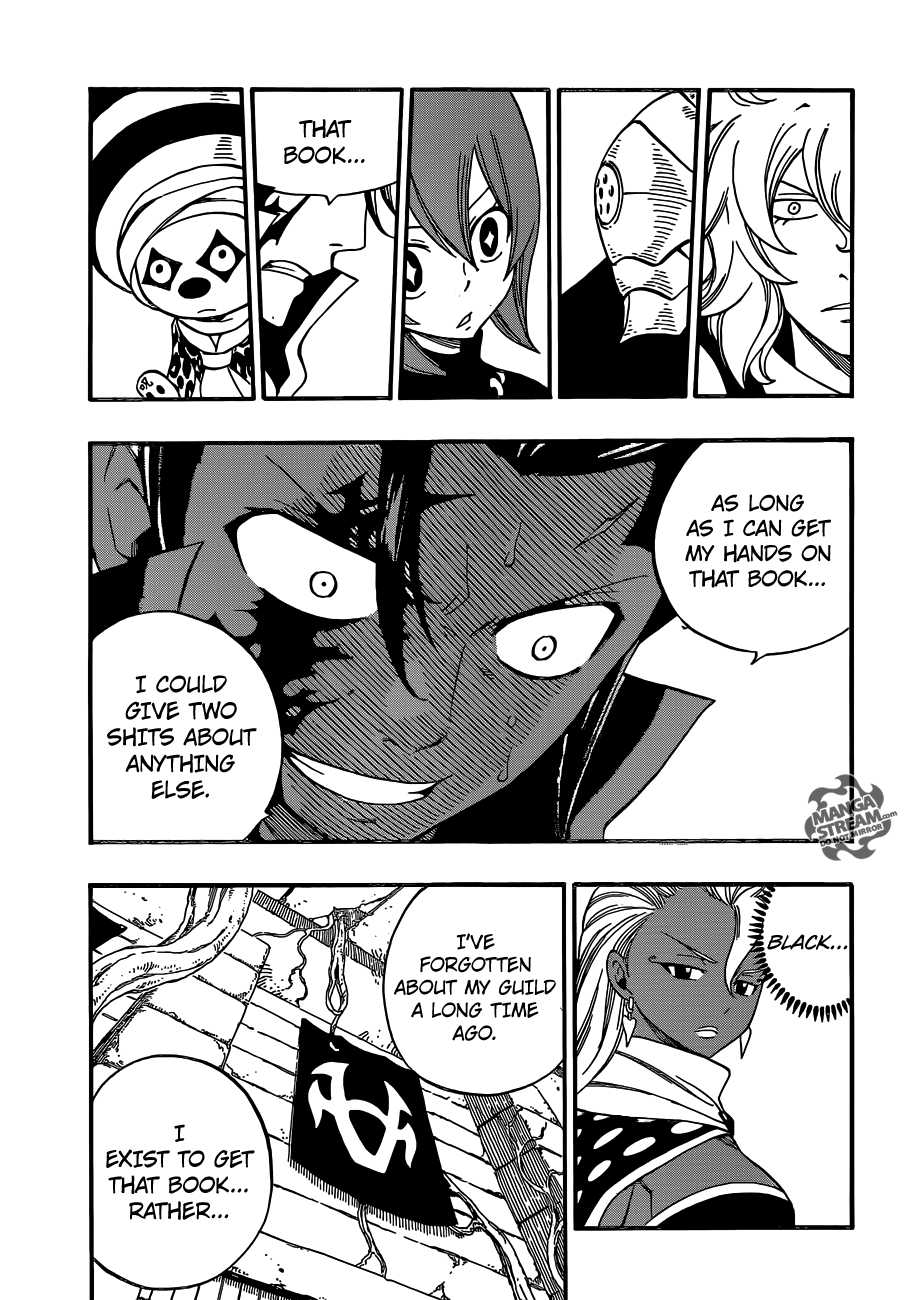 THAT
BOOK...
AS LONG
AS I CAN GET
MY HANDS ON
THAT BOOK...
I COULD
GIVE TWO
SHITS ABOUT
ANYTHING
ELSE.
MANGA
STREAM.com
DO NOT MIRROR
BLACK...
I'VE
FORGOTTEN
ABOUT MY GUILD
A LONG TIME
AGO.
I
EXIST TO GET
THAT BOOK...
RATHER...